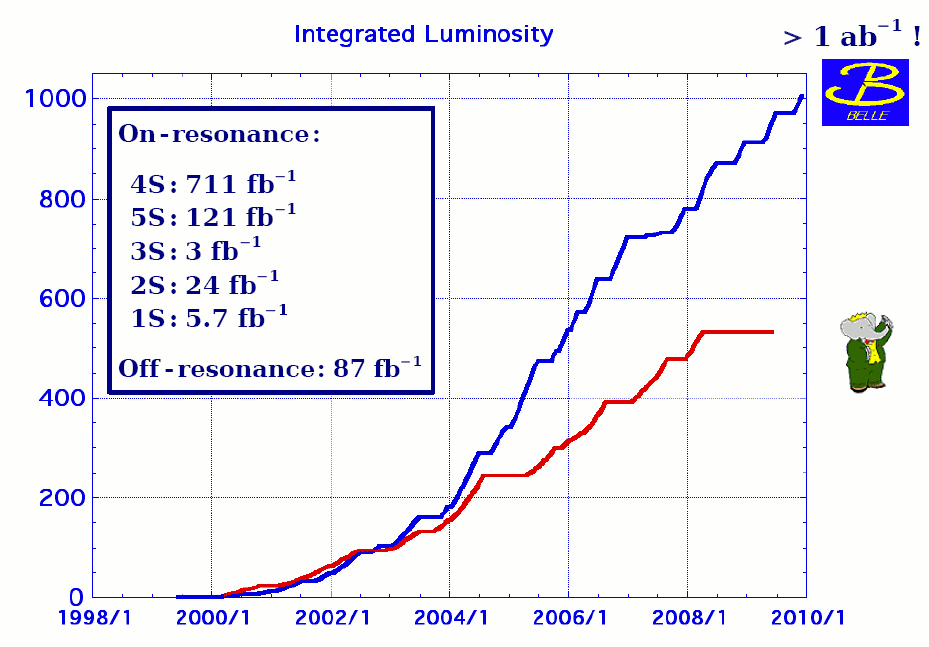 Integrated Luminosity
> 1 ab⁻¹ !
BELLE
1000
800
600
400
200
0
On-resonance:
4S: 711 fb⁻¹
5S: 121 fb⁻¹
3S: 3 fb⁻¹
2S: 24 fb⁻¹
1S: 5.7 fb⁻¹
Off-resonance: 87 fb⁻¹
1998/1 2000/1 2002/1 2004/1 2006/1 2008/1 2010/1